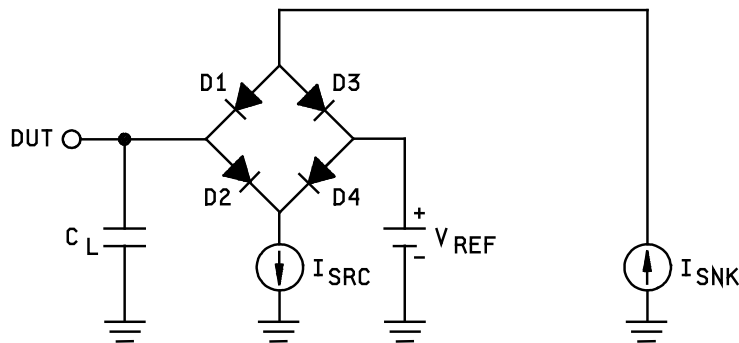 D1 D3
DUT
D2 D4
+
C L V REF
−
I SRC I SNK